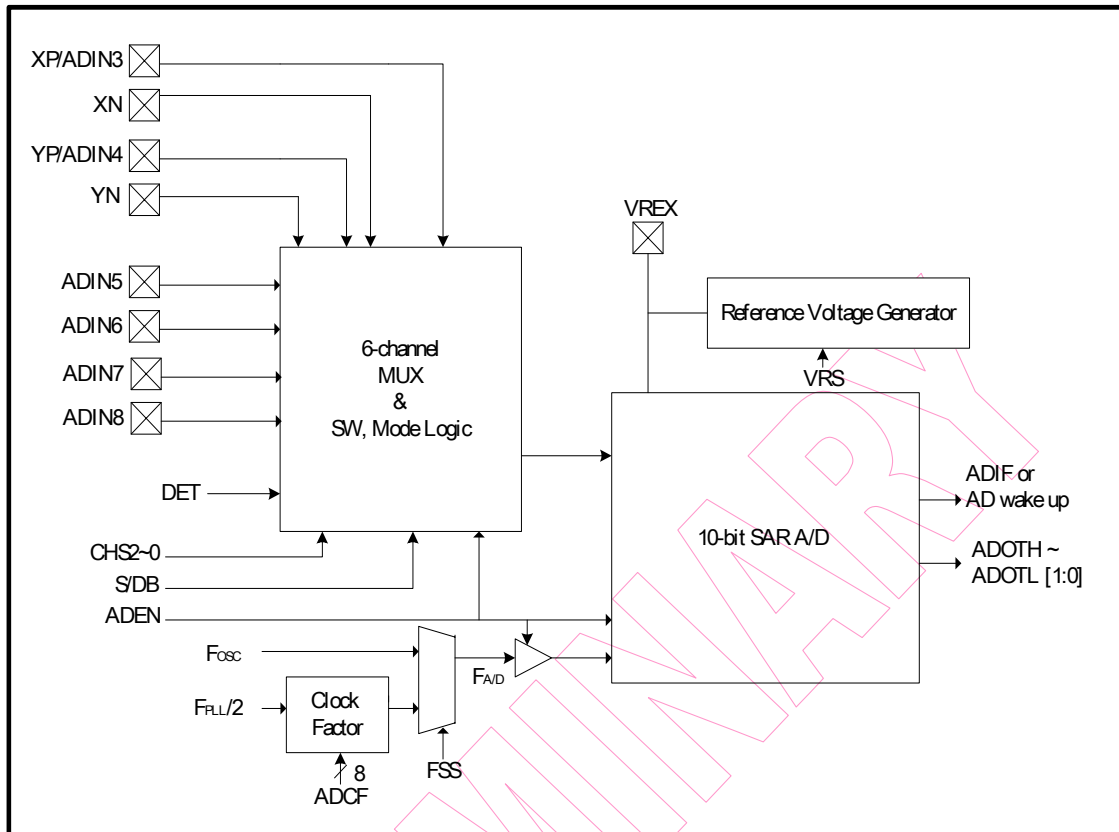 XP/ADIN3
XN
YP/ADIN4
YN
ADIN5
ADIN6
ADIN7
ADIN8
DET
CHS2~0
S/DB
ADEN
6-channel
MUX
&
SW, Mode Logic
VREX
Reference Voltage Generator
VRS
10-bit SAR A/D
ADIF or
AD wake up
ADOTH ~
ADOTL [1:0]
FOSC
FPLL/2
Clock
Factor
8
ADCF
FSS
FA/D
MINARY